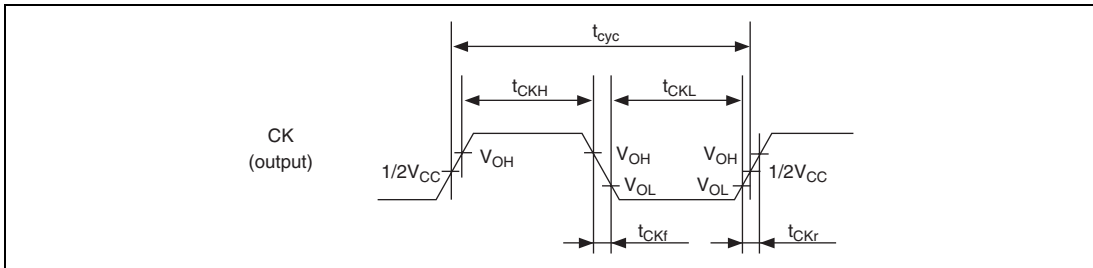 tcyc
tCKH
tCKL
CK
(output)
1/2VCC
VOH
VOH
VOL
VOH
VOL
1/2VCC
tCKf
tCKr